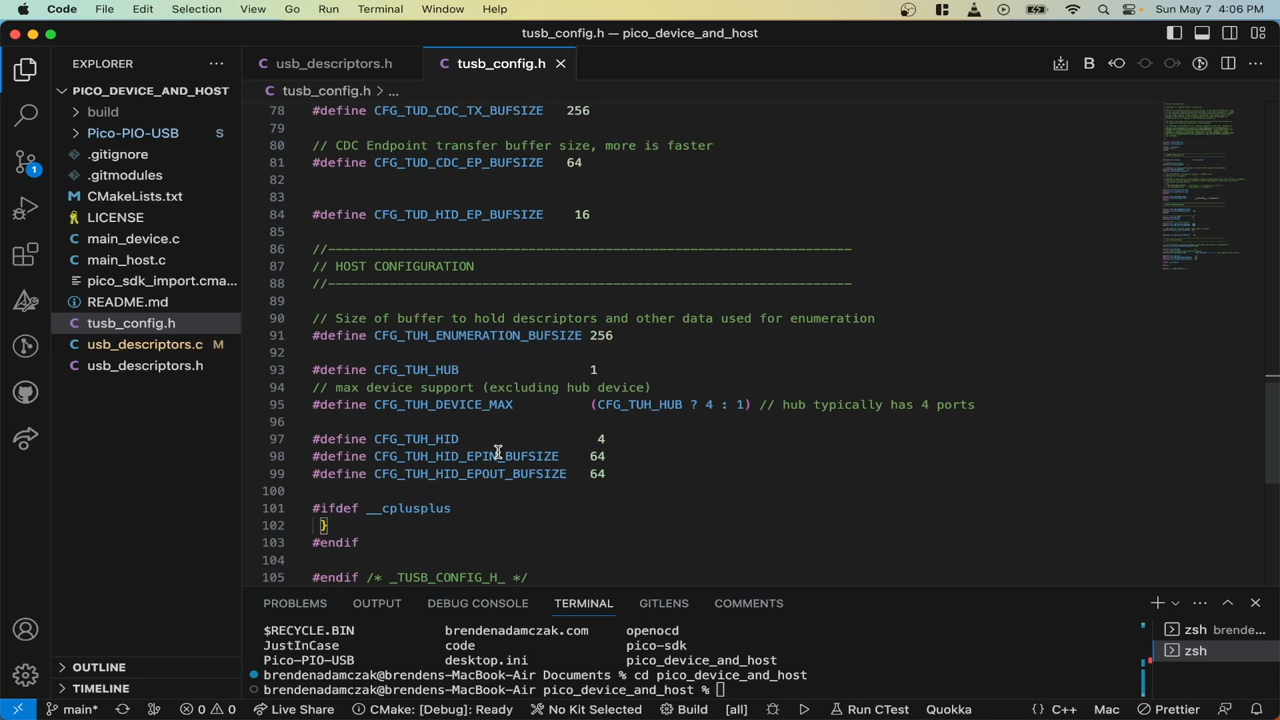 Code File Edit Selection View Go Run Terminal Window Help Sun May 7 4:06 PM
tusb_config.h — pico_device_and_host
EXPLORER
PICO_DEVICE_AND_HOST
build
Pico-PIO-USB S
.gitignore
.gitmodules
CMakeLists.txt
LICENSE
main_device.c
main_host.c
pico_sdk_import.cma...
README.md
tusb_config.h
usb_descriptors.c M
usb_descriptors.h
OUTLINE
TIMELINE
1
usb_descriptors.h tusb_config.h
tusb_config.h > ...
78 #define CFG_TUD_CDC_TX_BUFSIZE 256
79
80 // CDC Endpoint transfer buffer size, more is faster
81 #define CFG_TUD_CDC_EP_BUFSIZE 64
82
83
84 #define CFG_TUD_HID_EP_BUFSIZE 16
85
86 //--------------------------------------------------------------------
87 // HOST CONFIGURATION
88 //--------------------------------------------------------------------
89
90 // Size of buffer to hold descriptors and other data used for enumeration
91 #define CFG_TUH_ENUMERATION_BUFSIZE 256
92
93 #define CFG_TUH_HUB 1
94 // max device support (excluding hub device)
95 #define CFG_TUH_DEVICE_MAX (CFG_TUH_HUB ? 4 : 1) // hub typically has 4 ports
96
97 #define CFG_TUH_HID 4
98 #define CFG_TUH_HID_EPIN_BUFSIZE 64
99 #define CFG_TUH_HID_EPOUT_BUFSIZE 64
100
101 #ifdef __cplusplus
102 }
103 #endif
104
105 #endif /* _TUSB_CONFIG_H_ */
PROBLEMS OUTPUT DEBUG CONSOLE TERMINAL GITLENS COMMENTS
$RECYCLE.BIN brendenadamczak.com openocd
JustInCase code pico-sdk
Pico-PIO-USB desktop.ini pico_device_and_host
brendenadamczak@brendens-MacBook-Air Documents % cd pico_device_and_host
brendenadamczak@brendens-MacBook-Air pico_device_and_host %
zsh brende...
zsh
main* 0 0 Live Share CMake: [Debug]: Ready No Kit Selected Build [all] Run CTest Quokka C++ Mac Prettier